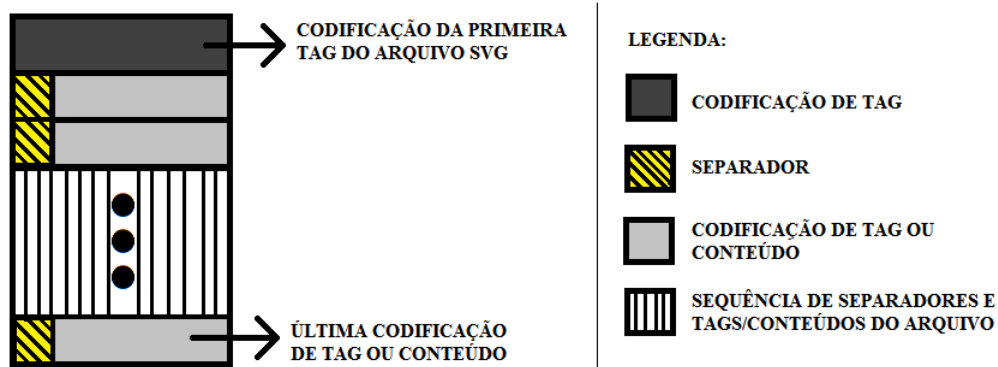 CODIFICAÇÃO DA PRIMEIRA
TAG DO ARQUIVO SVG
ÚLTIMA CODIFICAÇÃO
DE TAG OU CONTEÚDO
LEGENDA:
CODIFICAÇÃO DE TAG
SEPARADOR
CODIFICAÇÃO DE TAG OU
CONTEÚDO
SEQUÊNCIA DE SEPARADORES E
TAGS/CONTEÚDOS DO ARQUIVO